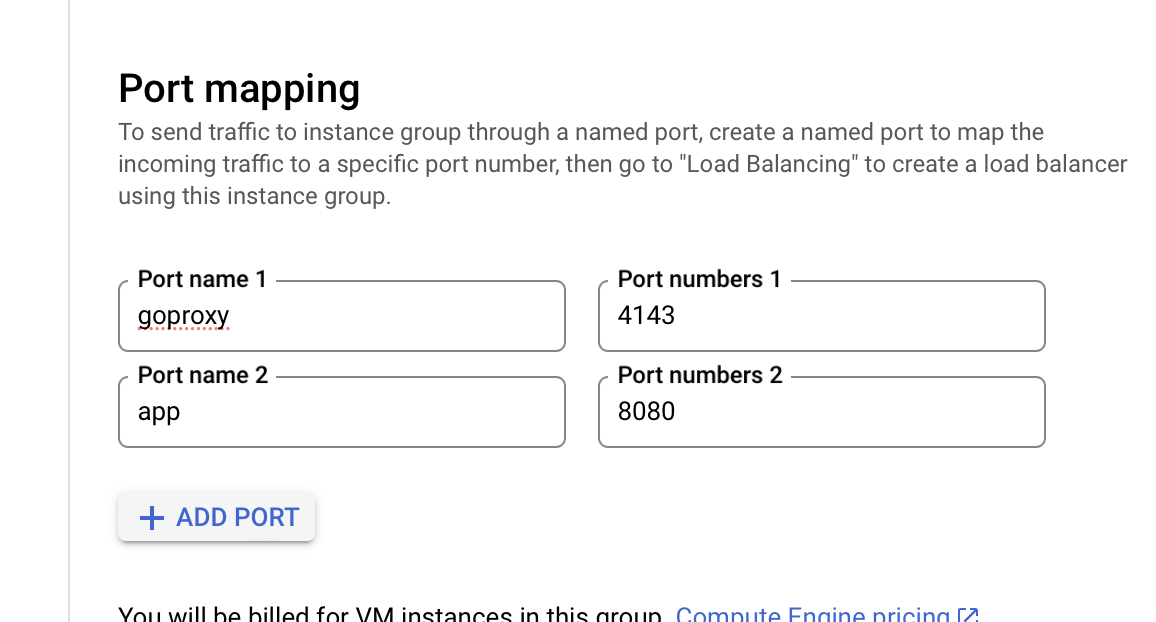 Port mapping
To send traffic to instance group through a named port, create a named port to map the
incoming traffic to a specific port number, then go to "Load Balancing" to create a load balancer
using this instance group.
Port name 1
goproxy
Port numbers 1
4143
Port name 2
app
Port numbers 2
8080
ADD PORT
You will be billed for VM instances in this group. Compute Engine pricing